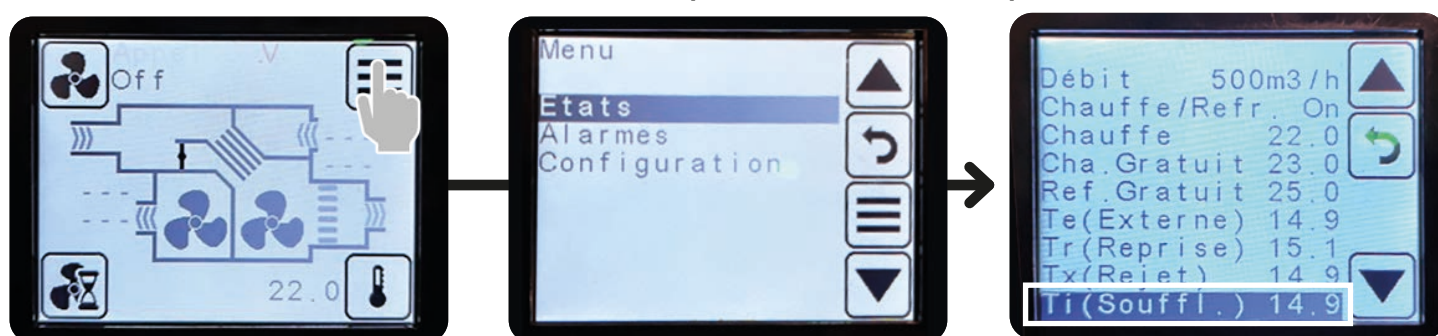 Off
22.0
Menu
Etats
Alarmes
Configuration
Débit 500m3/h
Chauffe/Refr. On
Chauffe 22.0
Cha.Gratuit 23.0
Ref.Gratuit 25.0
Te(Externe) 14.9
Tr(Reprise) 15.1
Tx(Rejet) 14.9
Ti(Souffl.) 14.9